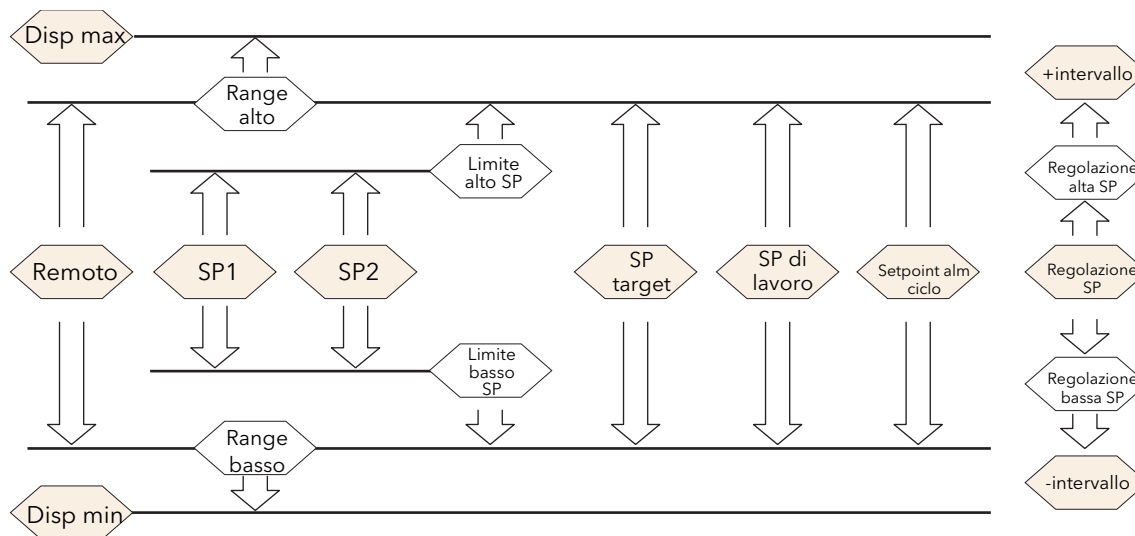 Disp max
+intervallo
Range
alto
Limite
alto SP
Regolazione
alta SP
Remoto
SP1
SP2
SP
target
SP di
lavoro
Setpoint alm
ciclo
Regolazione
SP
Limite
basso
SP
Regolazione
bassa SP
Range
basso
-intervallo
Disp min